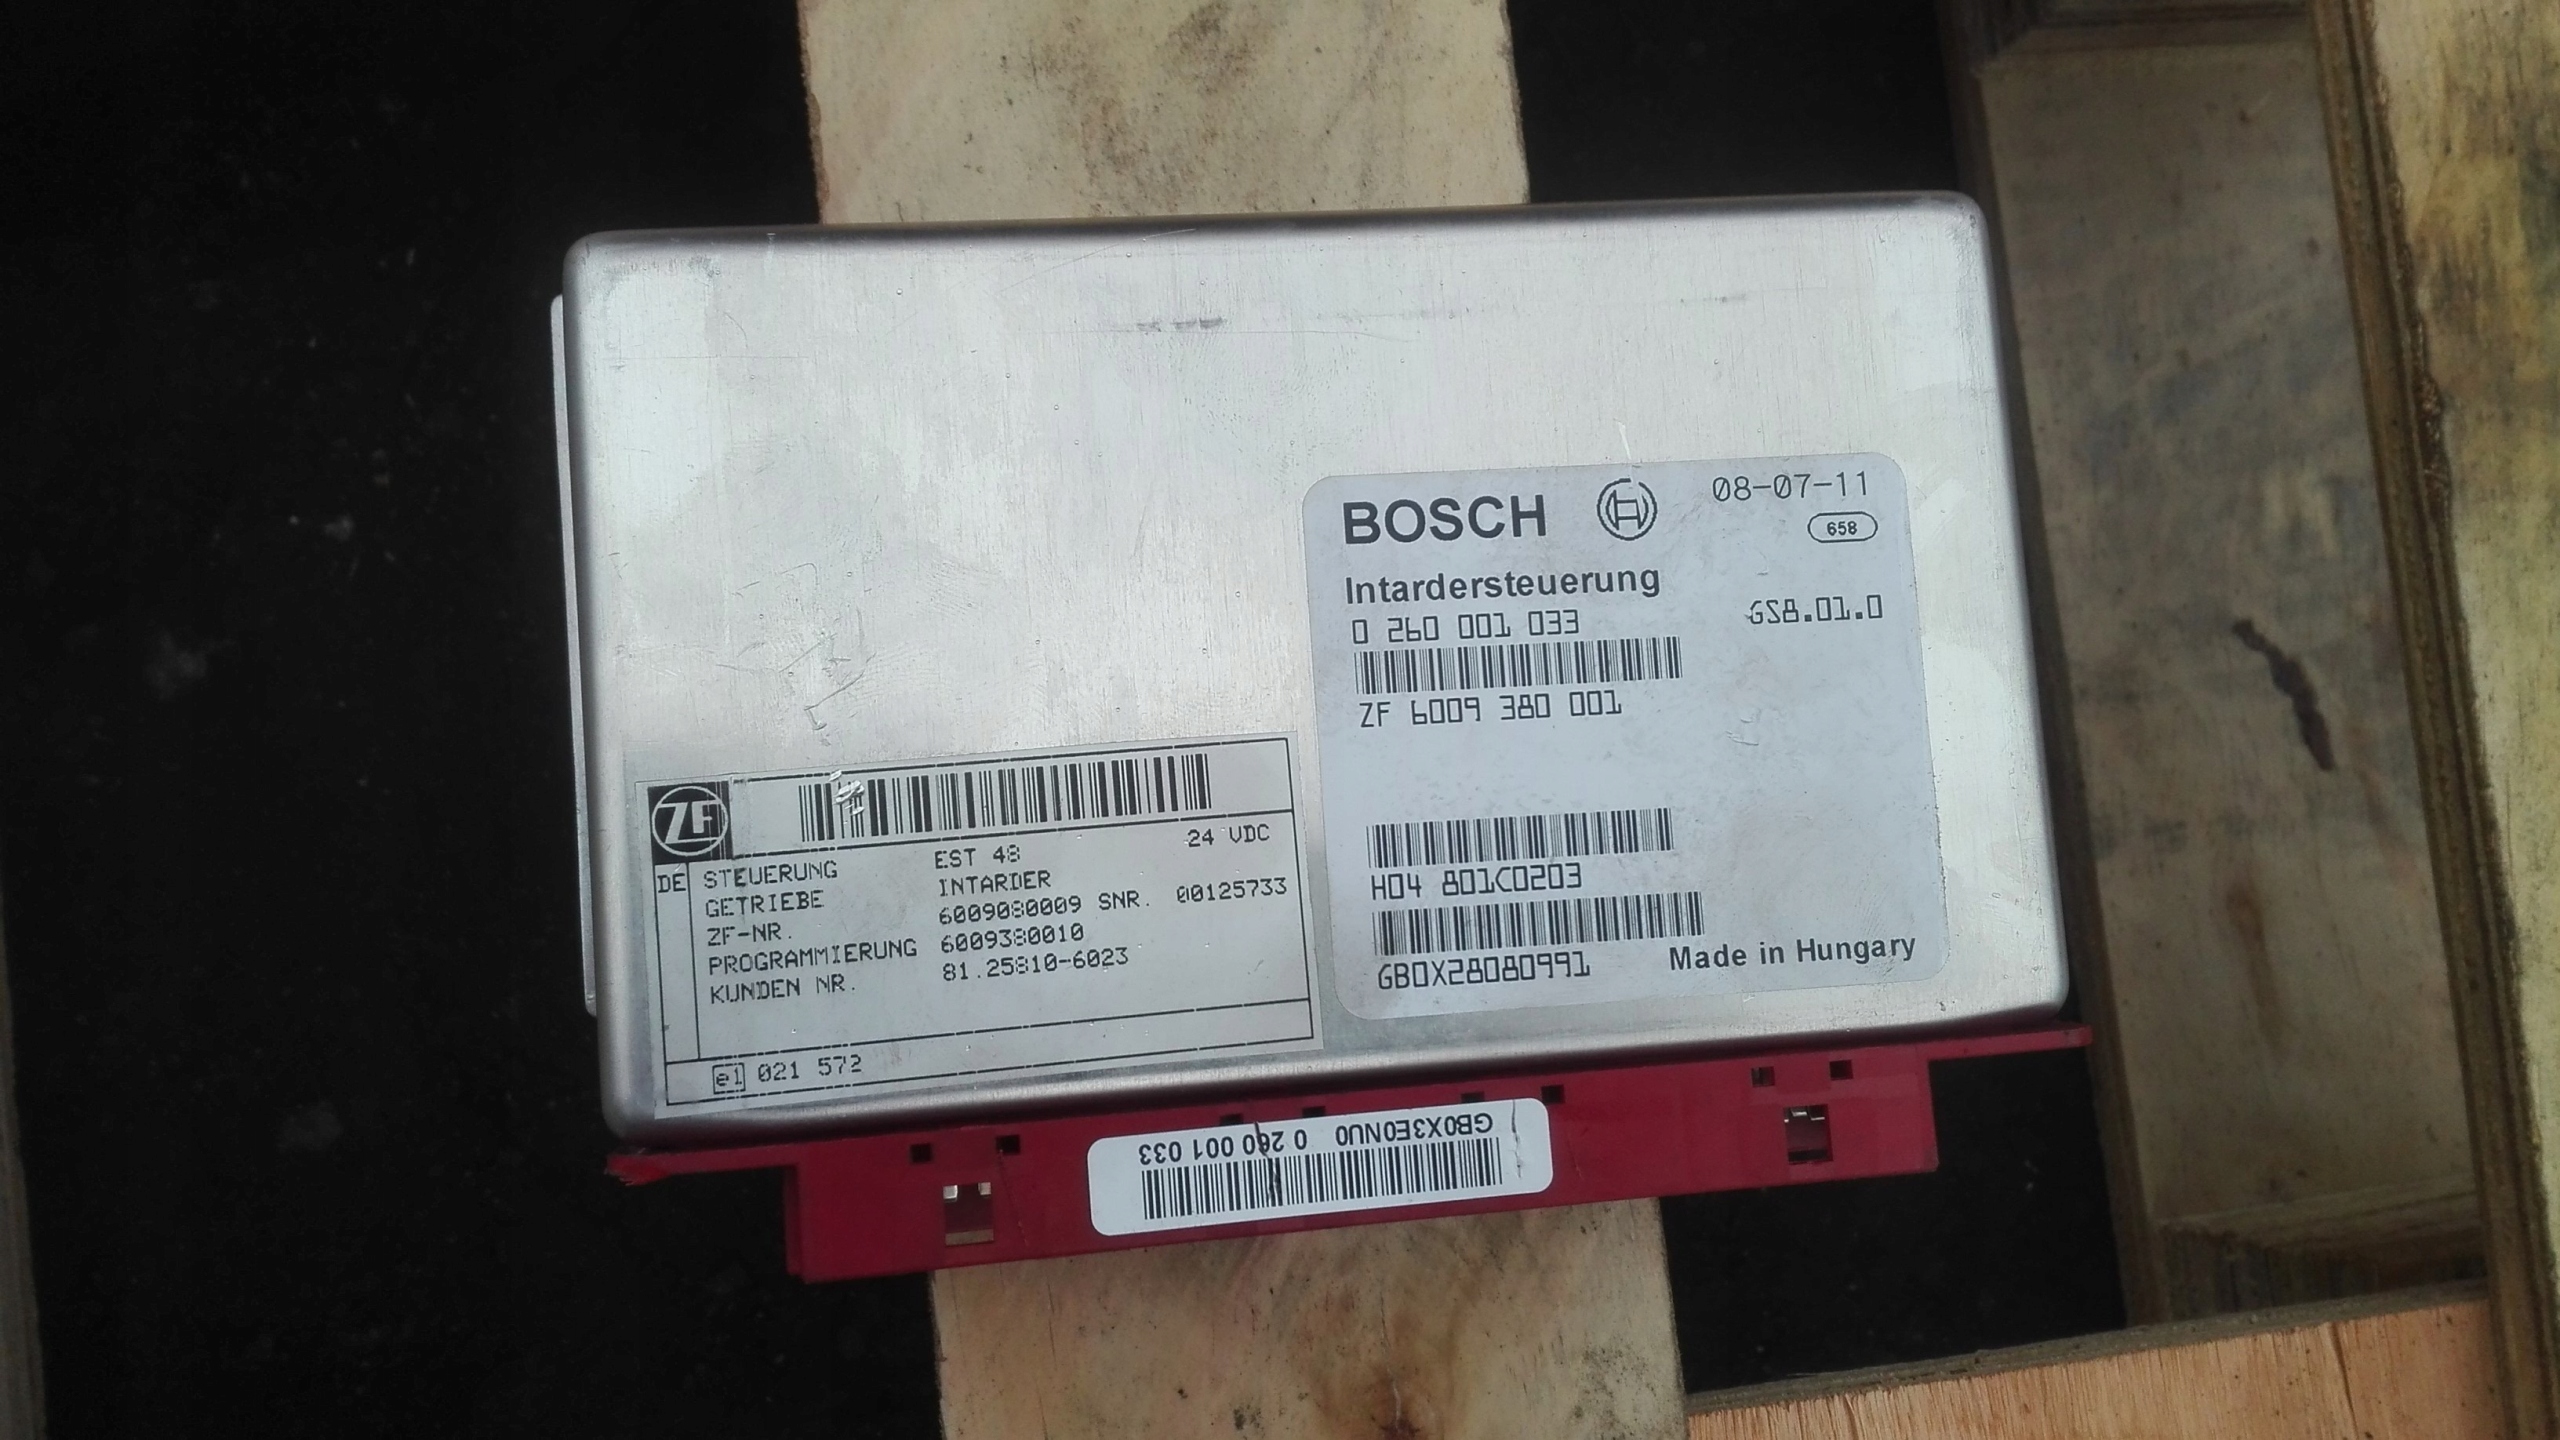 BOSCH 08-07-11
658
Intardersteuerung
0 260 001 033 GS8.01.0
ZF 6009 380 001
H04 801C0203
GB0X28080991 Made in Hungary
ZF
24 VDC
DE STEUERUNG EST 48
GETRIEBE INTARDER
ZF-NR. 6009080009 SNR. 00125733
PROGRAMMIERUNG 6009380010
KUNDEN NR. 81.25810-6023
e1 021 572
GB0X3E0NU0 0 260 001 033